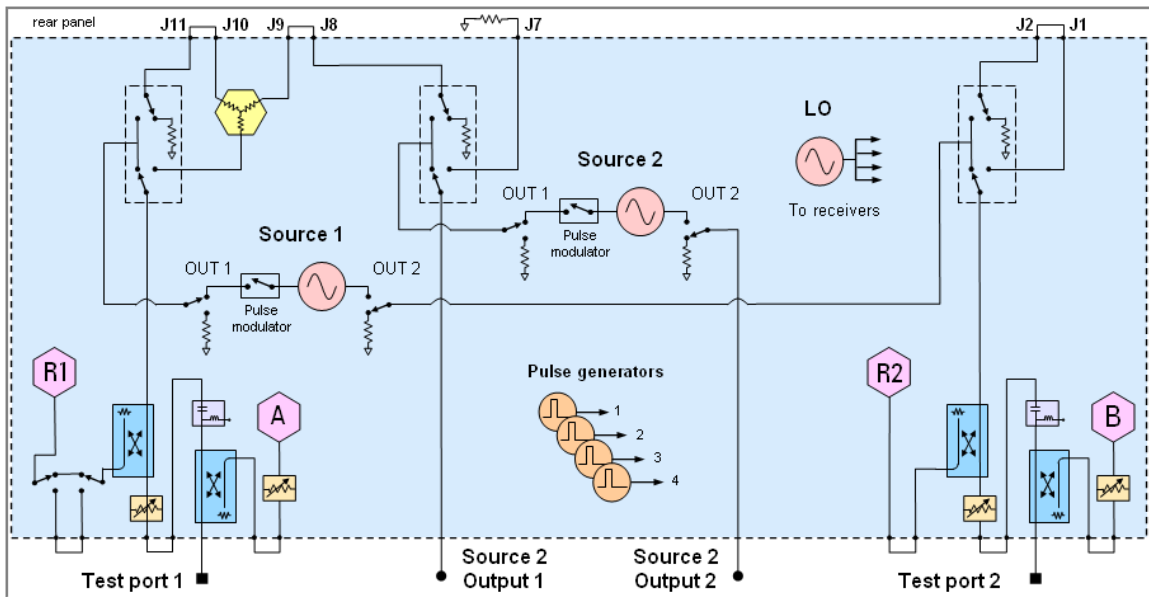 rear panel
J11
J10
J9
J8
J7
J2
J1
LO
To receivers
Source 2
OUT 1
OUT 2
Pulse
modulator
Source 1
OUT 1
OUT 2
Pulse
modulator
R1
A
Pulse generators
1
2
3
4
R2
B
Test port 1
Source 2
Output 1
Source 2
Output 2
Test port 2